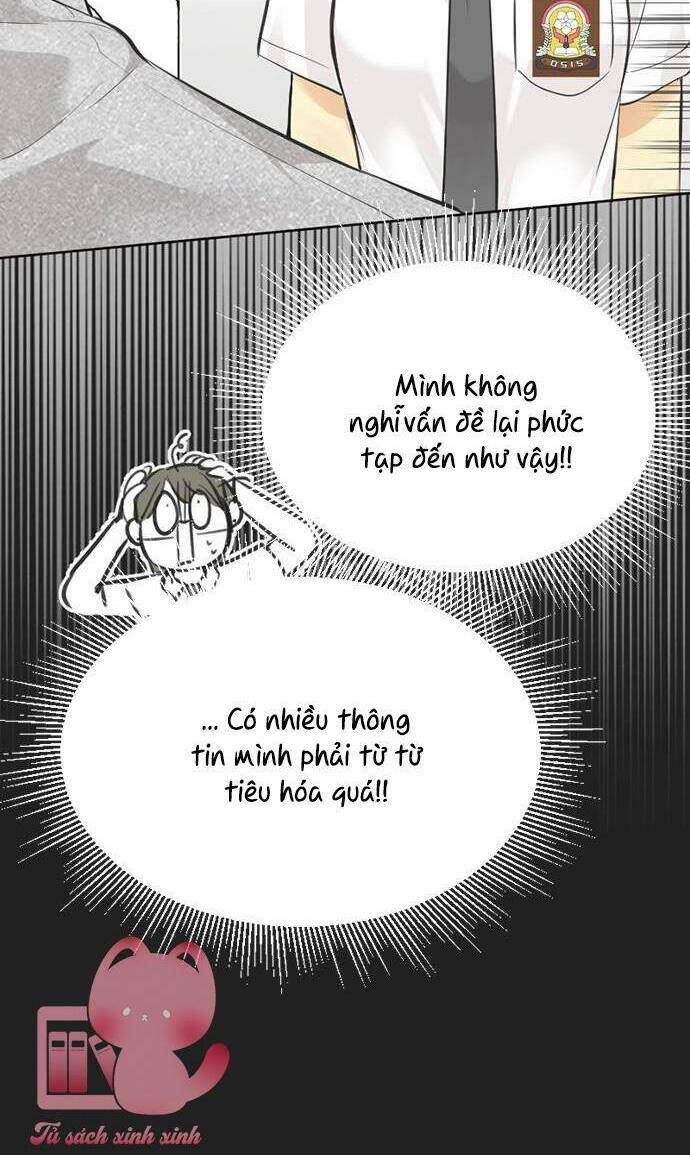 OSIS
Mình không
nghĩ vấn đề lại phức
tạp đến như vậy!!
... Có nhiều thông
tin mình phải từ từ
tiêu hóa quá!!
Tủ sách xinh xinh